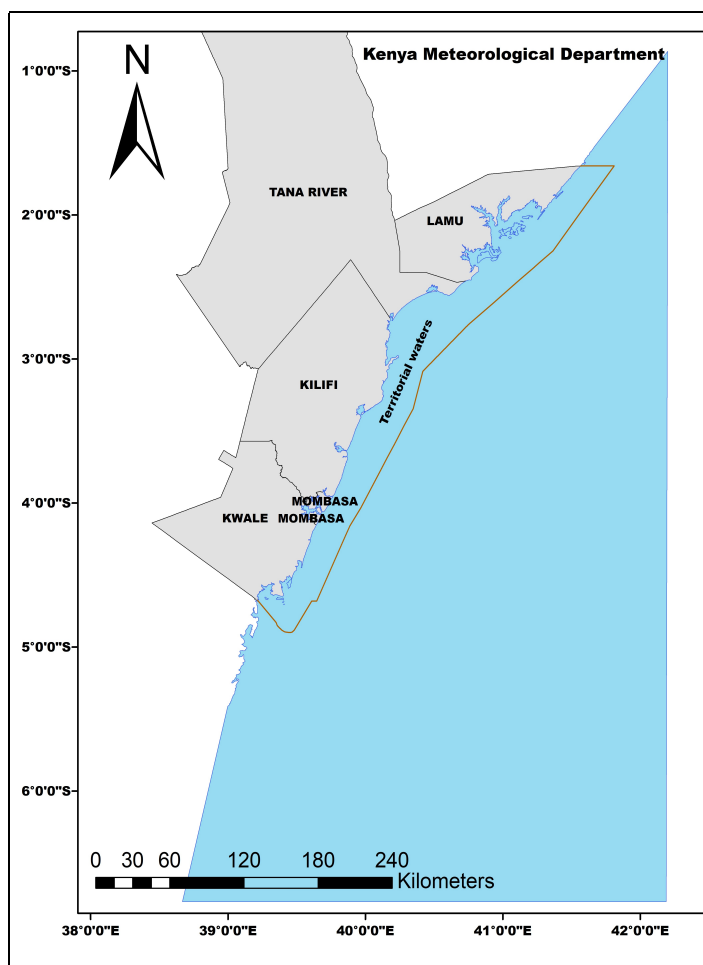 Kenya Meteorological Department
N
1°0'0"S
TANA RIVER
2°0'0"S
LAMU
Territorial waters
3°0'0"S
KILIFI
MOMBASA
4°0'0"S
KWALE MOMBASA
5°0'0"S
6°0'0"S
0 30 60 120 180 240
Kilometers
38°0'0"E 39°0'0"E 40°0'0"E 41°0'0"E 42°0'0"E